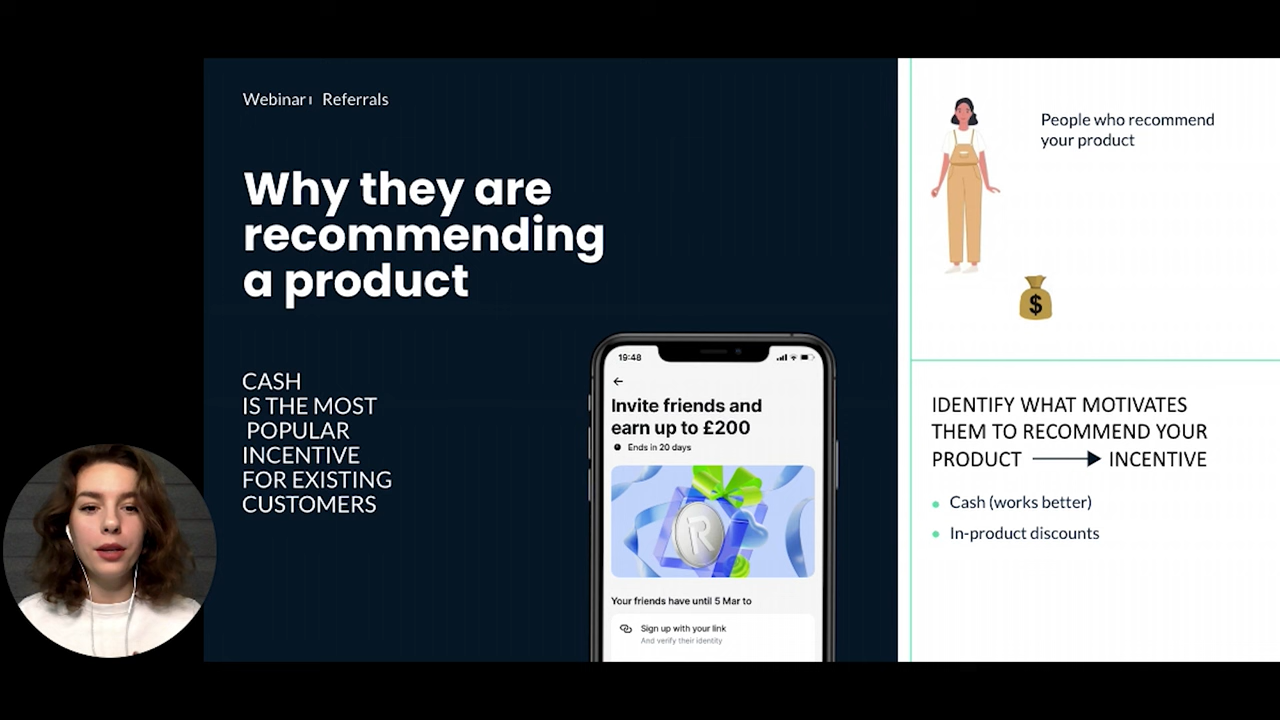 Webinar Referrals
Why they are
recommending
a product
CASH
IS THE MOST
POPULAR
INCENTIVE
FOR EXISTING
CUSTOMERS
19:48
Invite friends and
earn up to £200
Ends in 20 days
R
Your friends have until 5 Mar to
Sign up with your link
And verify their identity
People who recommend
your product
$
IDENTIFY WHAT MOTIVATES
THEM TO RECOMMEND YOUR
PRODUCT INCENTIVE
Cash (works better)
In-product discounts